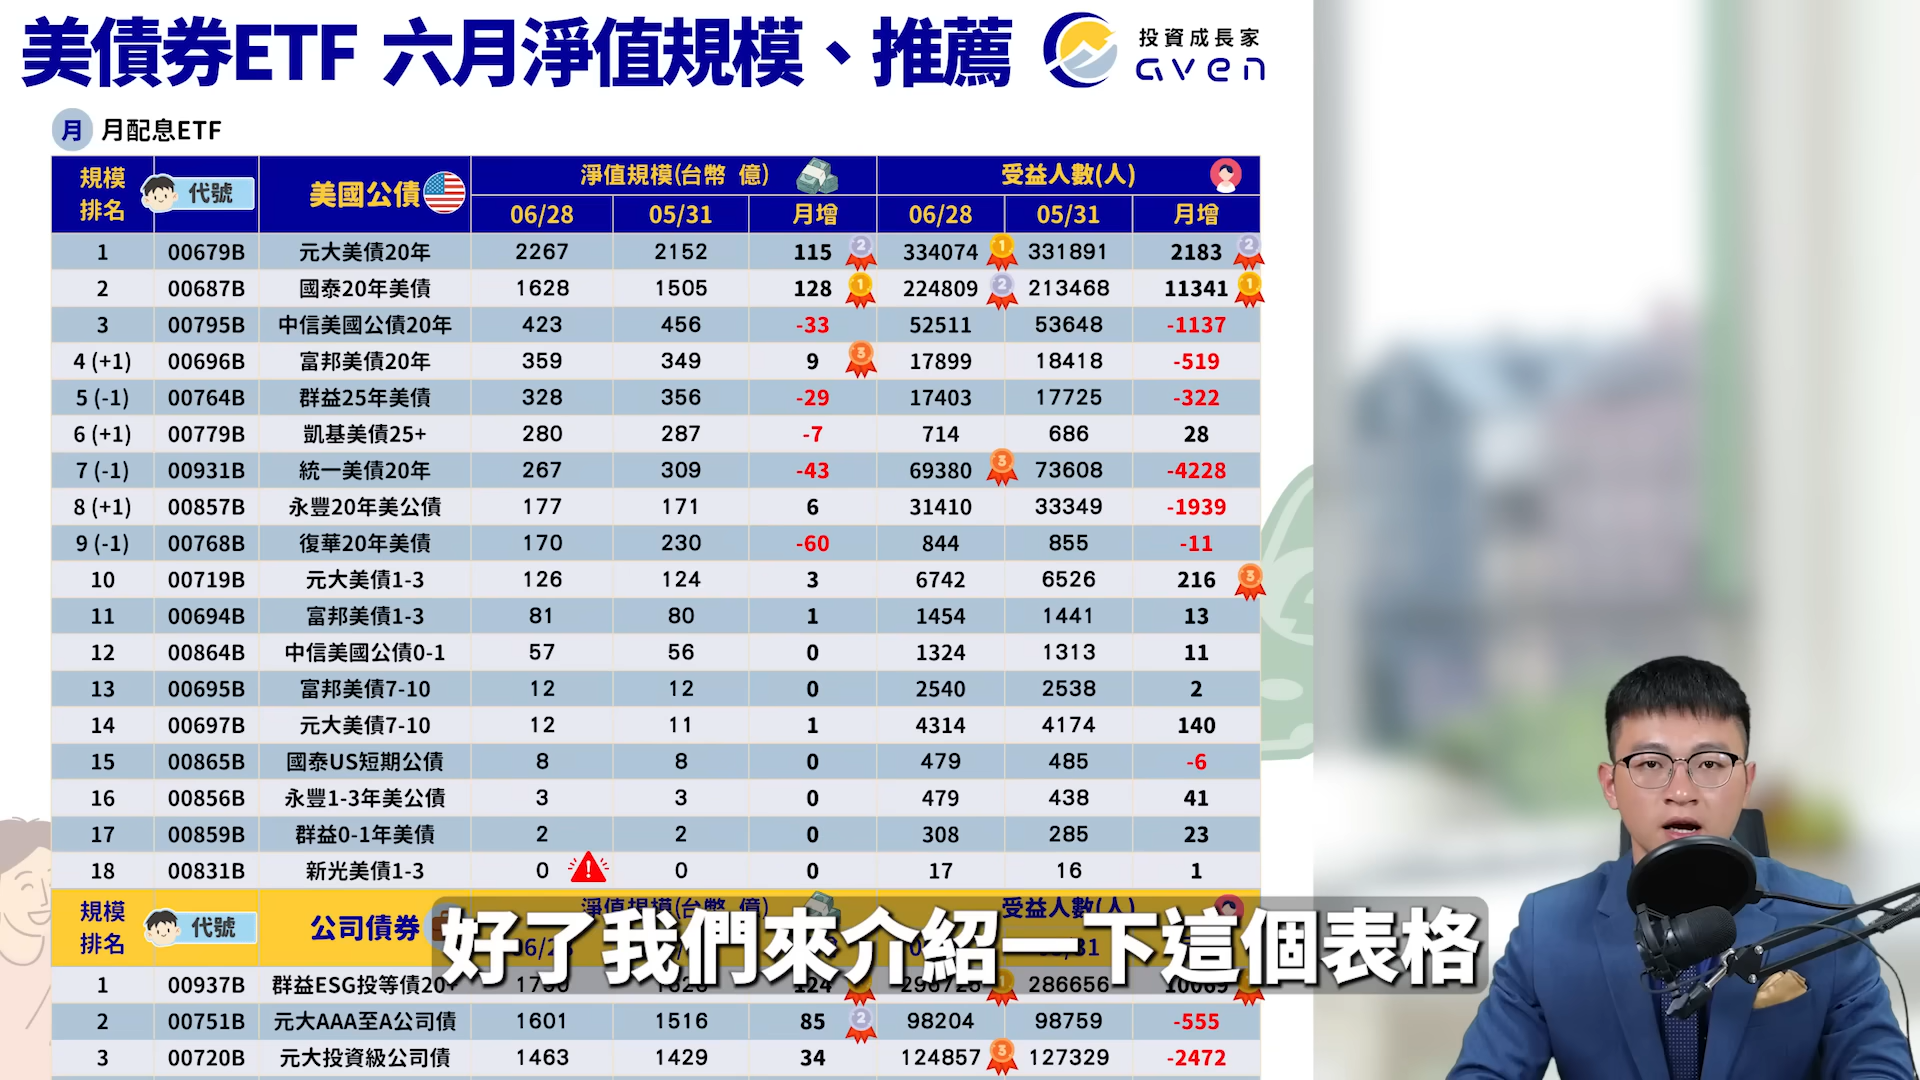 美債券ETF 六月淨值規模、推薦
投資成長家
aven
月 月配息ETF
規模排名 代號 美國公債 淨值規模(台幣 億) 受益人數(人)
06/28 05/31 月增 06/28 05/31 月增
1 00679B 元大美債20年 2267 2152 115 2 334074 1 331891 2183 2
2 00687B 國泰20年美債 1628 1505 128 1 224809 2 213468 11341 1
3 00795B 中信美國公債20年 423 456 -33 52511 53648 -1137
4 (+1) 00696B 富邦美債20年 359 349 9 3 17899 18418 -519
5 (-1) 00764B 群益25年美債 328 356 -29 17403 17725 -322
6 (+1) 00779B 凱基美債25+ 280 287 -7 714 686 28
7 (-1) 00931B 統一美債20年 267 309 -43 69380 3 73608 -4228
8 (+1) 00857B 永豐20年美公債 177 171 6 31410 33349 -1939
9 (-1) 00768B 復華20年美債 170 230 -60 844 855 -11
10 00719B 元大美債1-3 126 124 3 6742 6526 216 3
11 00694B 富邦美債1-3 81 80 1 1454 1441 13
12 00864B 中信美國公債0-1 57 56 0 1324 1313 11
13 00695B 富邦美債7-10 12 12 0 2540 2538 2
14 00697B 元大美債7-10 12 11 1 4314 4174 140
15 00865B 國泰US短期公債 8 8 0 479 485 -6
16 00856B 永豐1-3年美公債 3 3 0 479 438 41
17 00859B 群益0-1年美債 2 2 0 308 285 23
18 00831B 新光美債1-3 0 ! 0 0 17 16 1
規模排名 代號 公司債券 淨值規模(台幣 億) 受益人數(人)
好了我們來介紹一下這個表格
1 00937B 群益ESG投等債20+ 124 286656
2 00751B 元大AAA至A公司債 1601 1516 85 2 98204 98759 -555
3 00720B 元大投資級公司債 1463 1429 34 124857 3 127329 -2472